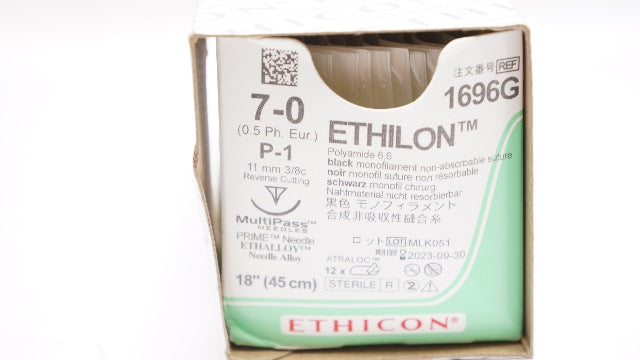 注文番号 REF
1696G
7-0
(0.5 Ph. Eur.)
P-1
11 mm 3/8c
Reverse Cutting
MultiPass™
NEEDLES
PRIME™ Needle
ETHALLOY™
Needle Alloy
18" (45 cm)
ETHILON™
Polyamide 6,6
black monofilament non-absorbable suture
noir monofil suture non résorbable
schwarz monofil chirurg.
Nahtmaterial nicht resorbierbar
黒色 モノフィラメント
合成非吸収性縫合糸
ロット LOT MLK051
期限 2023-09-30
ATRALOC™
12 x
STERILE R
2
ETHICON®